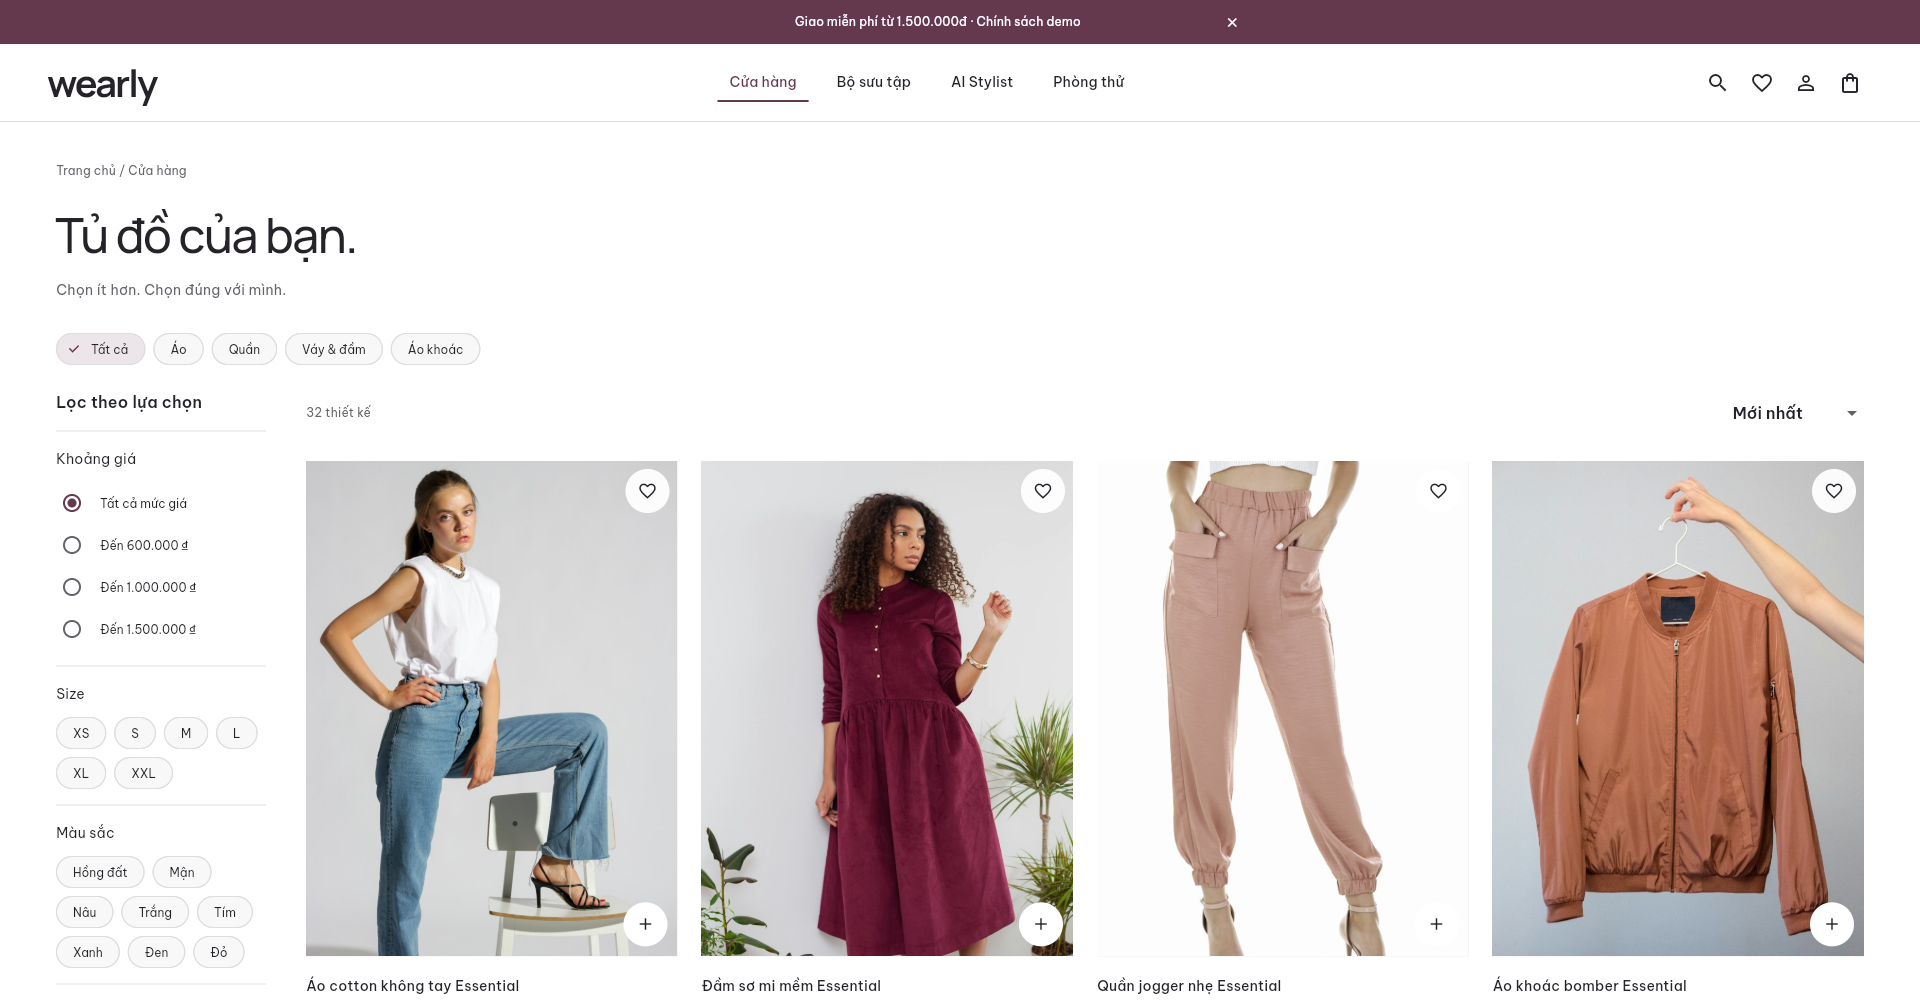 Giao miễn phí từ 1.500.000đ · Chính sách demo
wearly
Cửa hàng
Bộ sưu tập
AI Stylist
Phòng thử
Trang chủ / Cửa hàng
Tủ đồ của bạn.
Chọn ít hơn. Chọn đúng với mình.
Tất cả
Áo
Quần
Váy & đầm
Áo khoác
Lọc theo lựa chọn
Khoảng giá
Tất cả mức giá
Đến 600.000 ₫
Đến 1.000.000 ₫
Đến 1.500.000 ₫
Size
XS
S
M
L
XL
XXL
Màu sắc
Hồng đất
Mận
Nâu
Trắng
Tím
Xanh
Đen
Đỏ
32 thiết kế
Mới nhất
Áo cotton không tay Essential
Đầm sơ mi mềm Essential
Quần jogger nhẹ Essential
Áo khoác bomber Essential